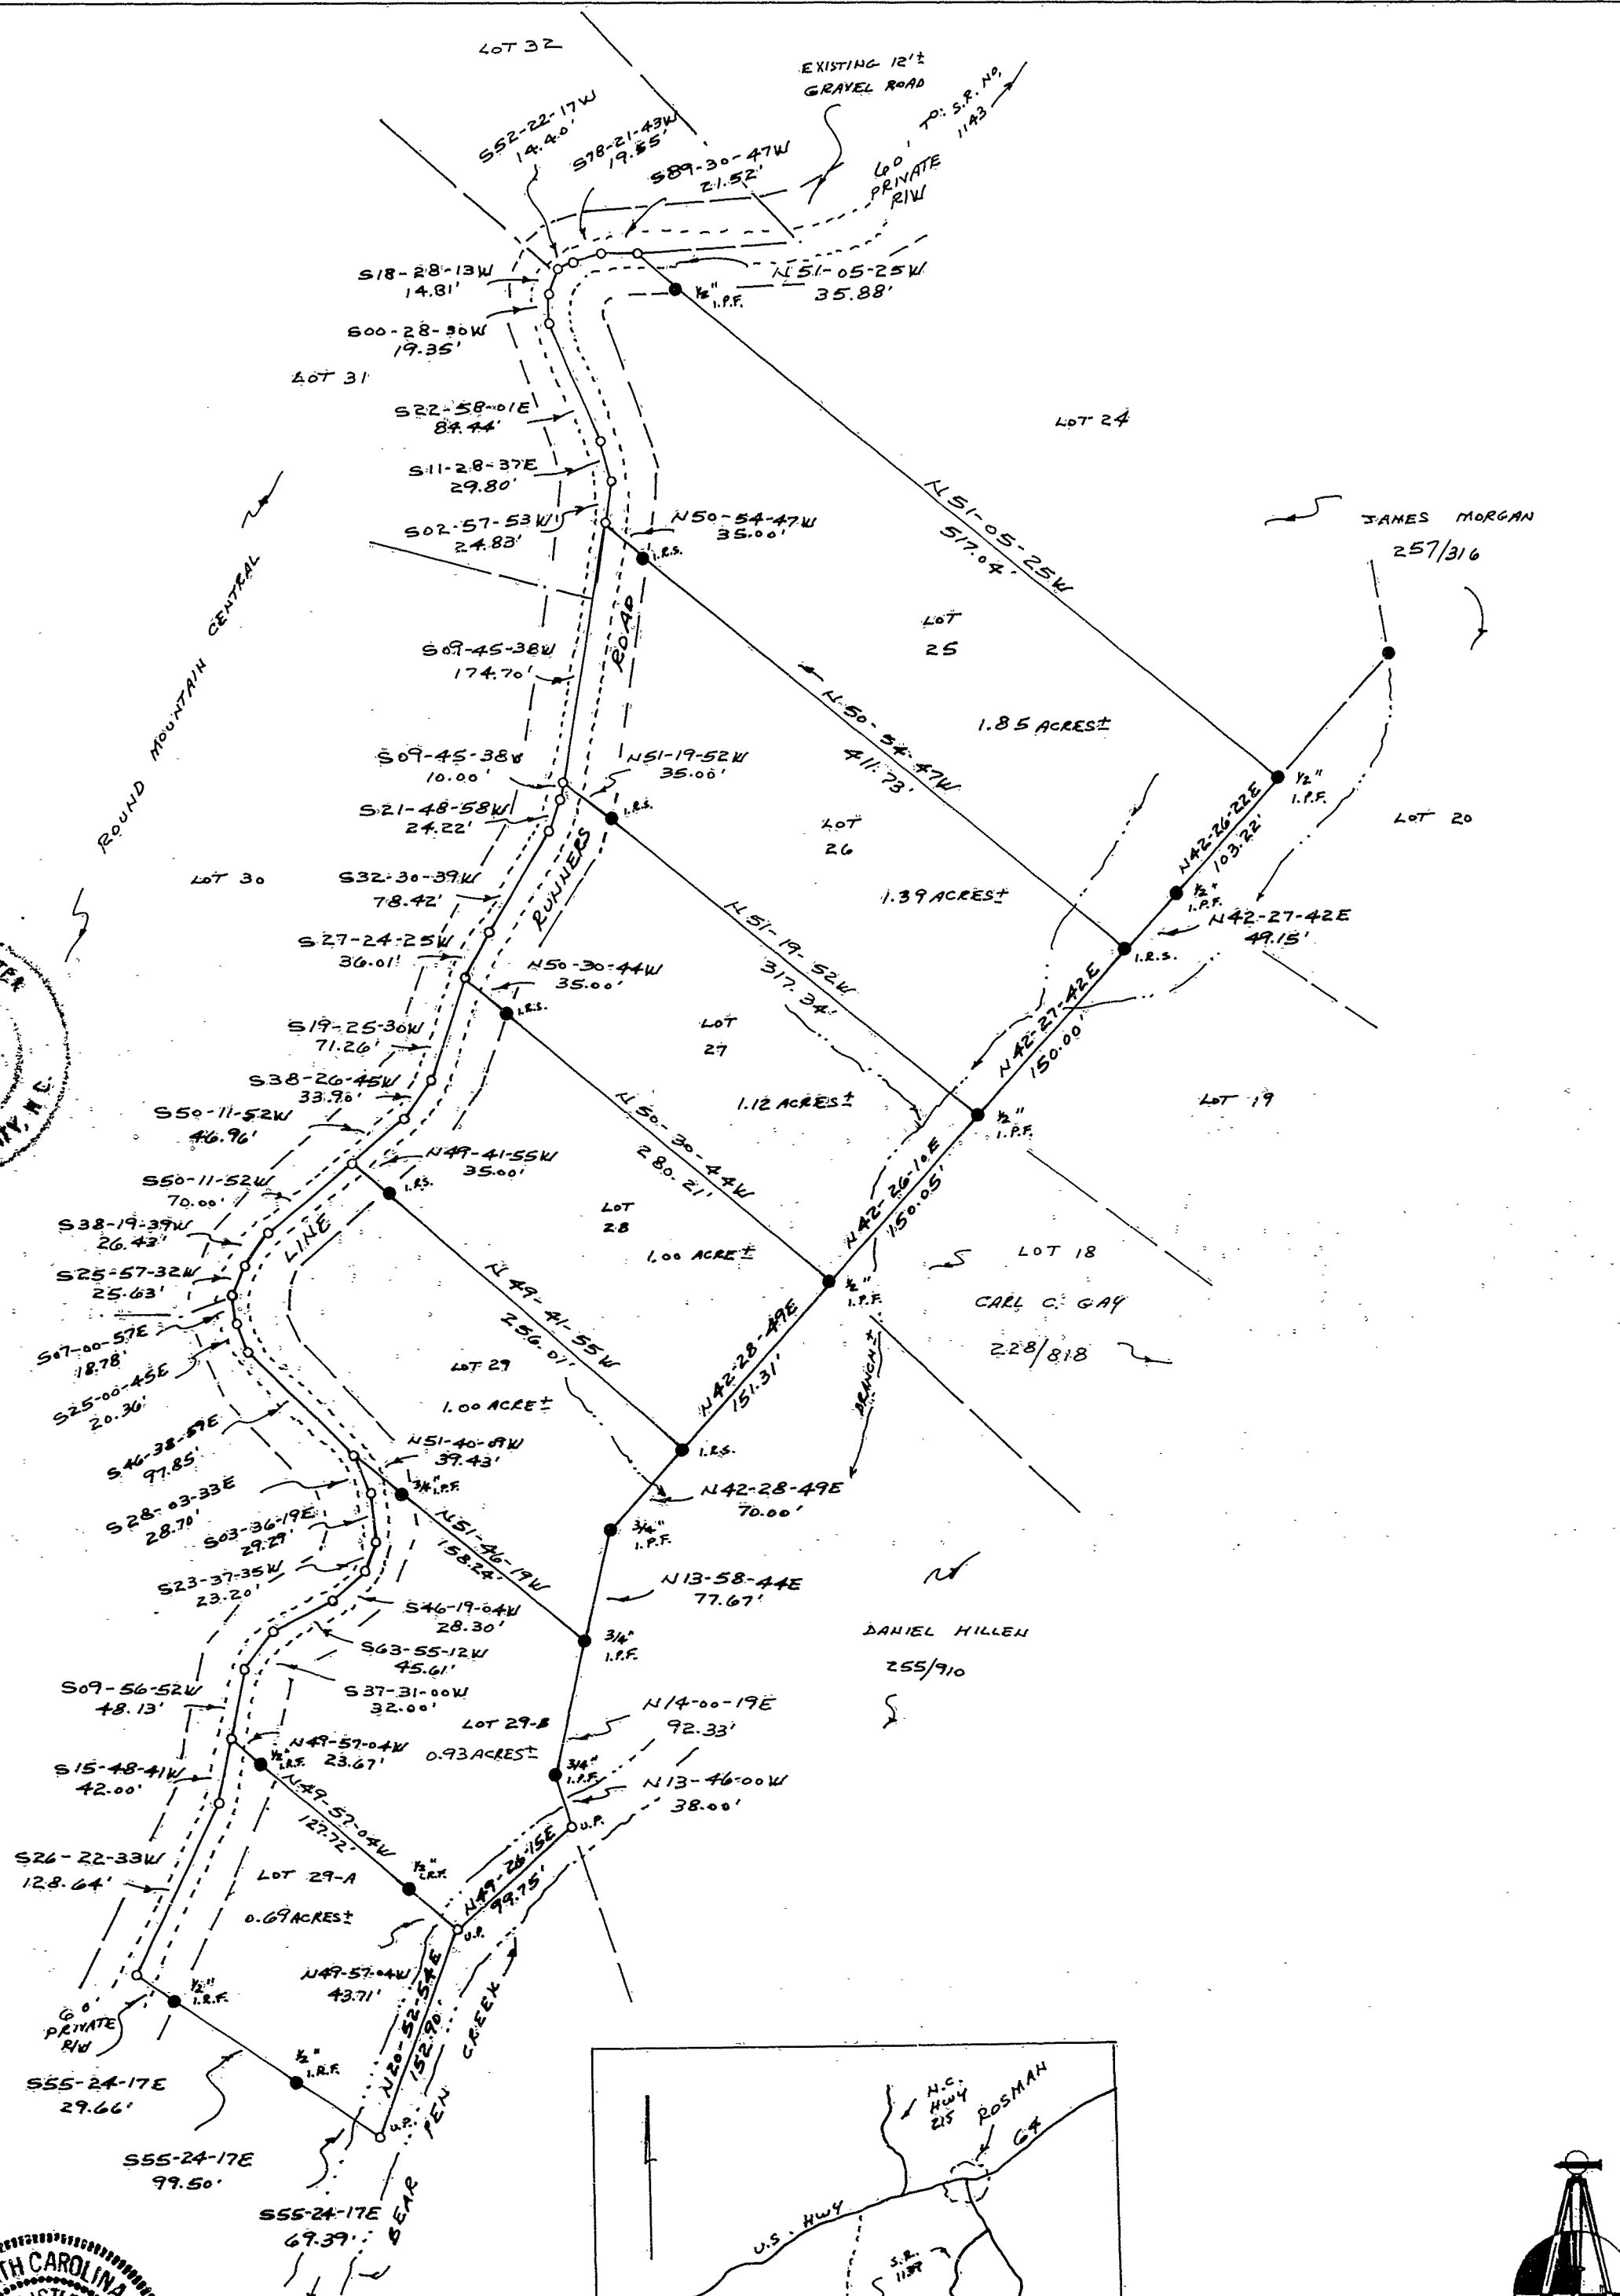 LOT 32
EXISTING 12'±
GRAVEL ROAD
TO: S.R. NO.
1143
S52-22-17W
14.40'
S78-21-43W
19.55'
S89-30-47W
21.52'
60'
PRIVATE
R/W
S18-28-13W
14.81'
N51-05-25W
35.88'
1/2"
I.P.F.
S00-28-30W
19.35'
LOT 31
S22-58-01E
84.44'
LOT 24
S11-28-37E
29.80'
N51-05-25W
517.04'
S02-57-53W
24.83'
N50-54-47W
35.00'
I.R.S.
JAMES MORGAN
257/316
ROUND MOUNTAIN CENTRAL
ROAD
LOT
25
S09-45-38W
174.70'
1.85 ACRES±
N50-54-47W
411.73'
S09-45-38W
10.00'
N51-19-52W
35.00'
1/2"
I.P.F.
S21-48-58W
24.22'
I.R.S.
N42-26-22E
103.22'
LOT 20
LOT
26
LOT 30
S32-30-39W
78.42'
RUNNERS
1.39 ACRES±
1/2"
I.P.F.
N42-27-42E
49.15'
S27-24-25W
36.01'
N51-19-52W
317.34'
I.R.S.
N50-30-44W
35.00'
I.R.S.
S19-25-30W
71.26'
LOT
27
N42-27-42E
150.00'
S38-26-45W
33.90'
1.12 ACRES±
LOT 19
S50-11-52W
46.96'
1/2"
I.P.F.
N50-30-44W
280.21'
N49-41-55W
35.00'
I.R.S.
S50-11-52W
70.00'
N42-26-10E
150.05'
S38-19-39W
26.43'
LINE
LOT
28
1.00 ACRE±
LOT 18
S25-57-32W
25.63'
1/2"
I.P.F.
CARL C. GAY
228/818
S07-00-57E
18.78'
N49-41-55W
256.01'
N42-28-49E
151.31'
BRANCH±
S25-00-45E
20.36'
LOT 29
1.00 ACRE±
S46-38-59E
97.85'
N51-40-09W
39.43'
I.R.S.
3/4"
I.P.F.
N42-28-49E
70.00'
S28-03-33E
28.70'
S03-36-19E
29.29'
N51-46-19W
158.24'
3/4"
I.P.F.
S23-37-35W
23.20'
N13-58-44E
77.67'
S46-19-04W
28.30'
3/4"
I.P.F.
DANIEL HILLEN
255/910
S63-55-12W
45.61'
S37-31-00W
32.00'
S09-56-52W
48.13'
N14-00-19E
92.33'
LOT 29-B
0.93 ACRES±
N49-57-04W
23.67'
1/2"
I.R.F.
3/4"
I.P.F.
S15-48-41W
42.00'
N13-46-00W
38.00'
N49-57-04W
127.72'
U.P.
S26-22-33W
128.64'
LOT 29-A
0.69 ACRES±
1/2"
I.R.F.
N49-26-15E
99.75'
U.P.
N49-57-04W
43.71'
1/2"
I.R.F.
60'
PRIVATE
R/W
N20-52-54E
152.90'
BEAR PEN CREEK
S55-24-17E
29.66'
1/2"
I.R.F.
U.P.
S55-24-17E
99.50'
S55-24-17E
69.39'
N.C.
HWY
215
ROSMAN
64
U.S. HWY
S.R.
TH CAROLINA